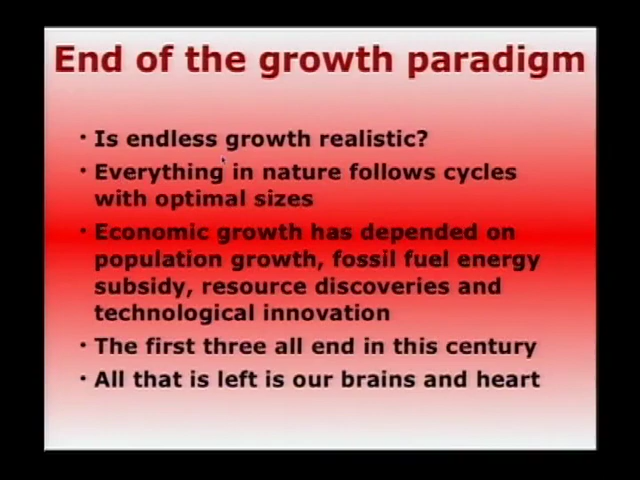 End of the growth paradigm
• Is endless growth realistic?
• Everything in nature follows cycles
with optimal sizes
• Economic growth has depended on
population growth, fossil fuel energy
subsidy, resource discoveries and
technological innovation
• The first three all end in this century
• All that is left is our brains and heart